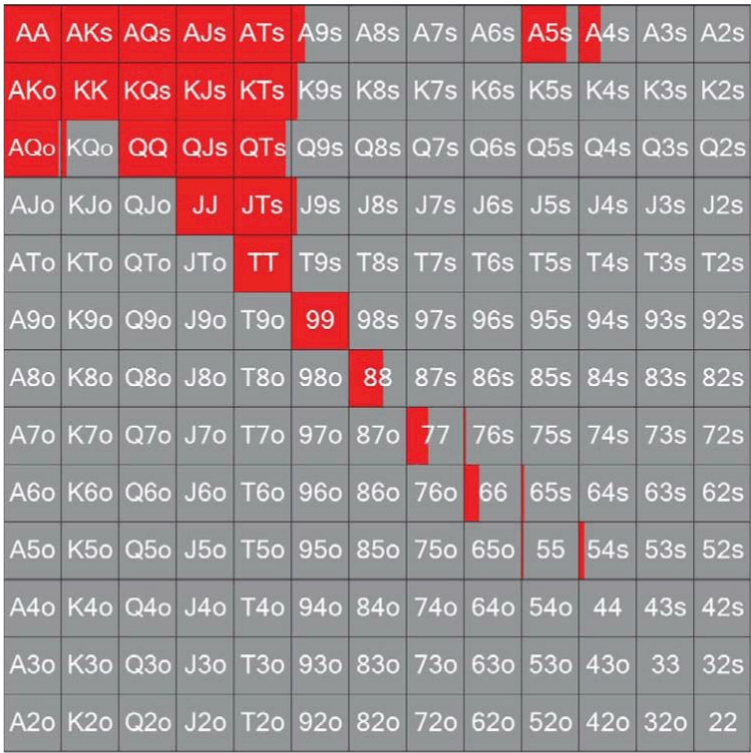 AA AKs AQs AJs ATs A9s A8s A7s A6s A5s A4s A3s A2s
AKo KK KQs KJs KTs K9s K8s K7s K6s K5s K4s K3s K2s
AQo KQo QQ QJs QTs Q9s Q8s Q7s Q6s Q5s Q4s Q3s Q2s
AJo KJo QJo JJ JTs J9s J8s J7s J6s J5s J4s J3s J2s
ATo KTo QTo JTo TT T9s T8s T7s T6s T5s T4s T3s T2s
A9o K9o Q9o J9o T9o 99 98s 97s 96s 95s 94s 93s 92s
A8o K8o Q8o J8o T8o 98o 88 87s 86s 85s 84s 83s 82s
A7o K7o Q7o J7o T7o 97o 87o 77 76s 75s 74s 73s 72s
A6o K6o Q6o J6o T6o 96o 86o 76o 66 65s 64s 63s 62s
A5o K5o Q5o J5o T5o 95o 85o 75o 65o 55 54s 53s 52s
A4o K4o Q4o J4o T4o 94o 84o 74o 64o 54o 44 43s 42s
A3o K3o Q3o J3o T3o 93o 83o 73o 63o 53o 43o 33 32s
A2o K2o Q2o J2o T2o 92o 82o 72o 62o 52o 42o 32o 22